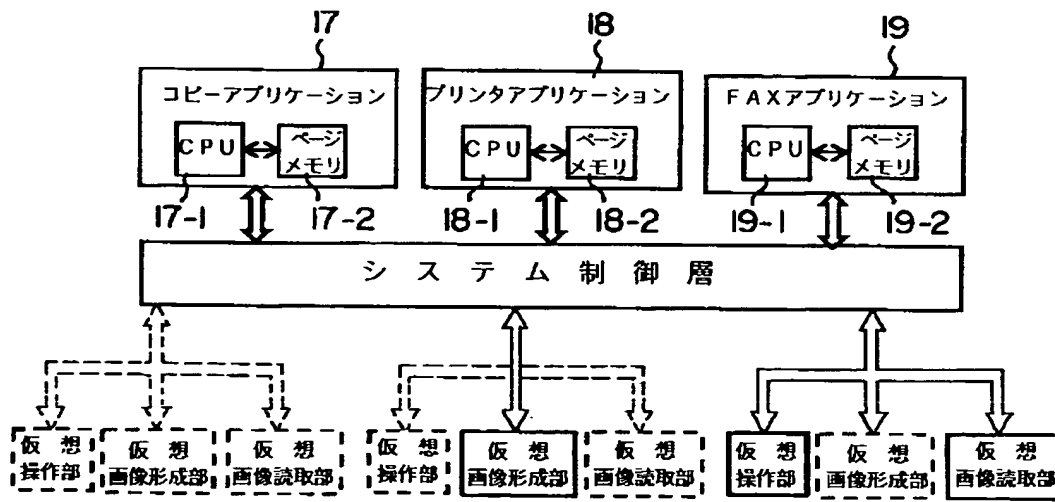 17
18
19
コピーアプリケーション
プリンタアプリケーション
FAXアプリケーション
CPU
ページ
メモリ
CPU
ページ
メモリ
CPU
ページ
メモリ
17-1
17-2
18-1
18-2
19-1
19-2
システム制御層
仮想
操作部
仮想
画像形成部
仮想
画像読取部
仮想
操作部
仮想
画像形成部
仮想
画像読取部
仮想
操作部
仮想
画像形成部
仮想
画像読取部